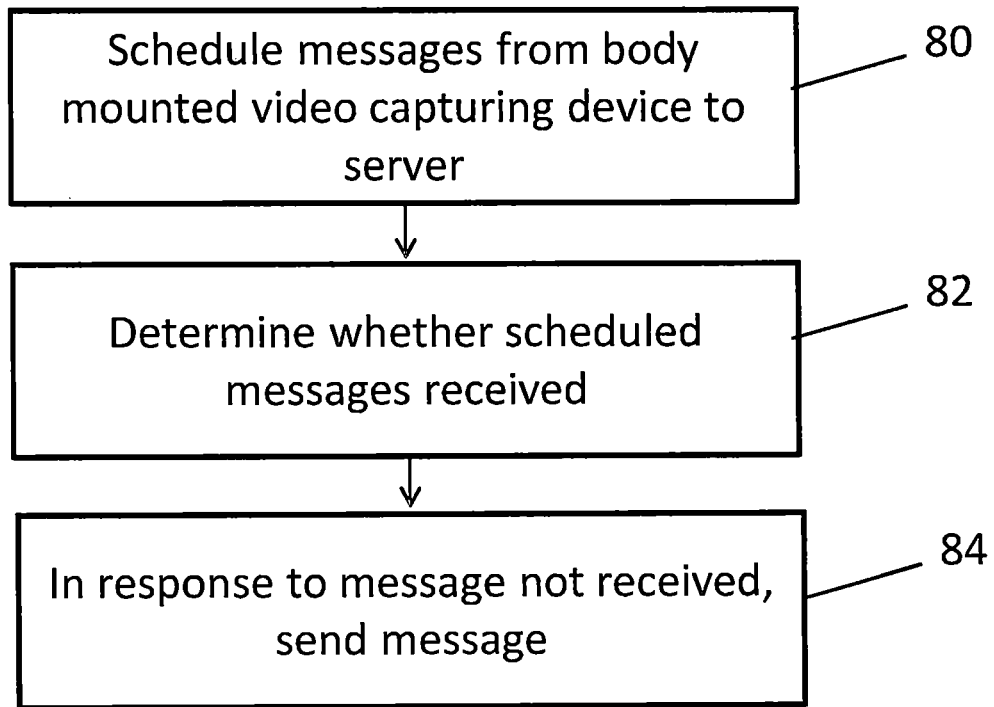 Schedule messages from body
mounted video capturing device to
server
80
Determine whether scheduled
messages received
82
In response to message not received,
send message
84